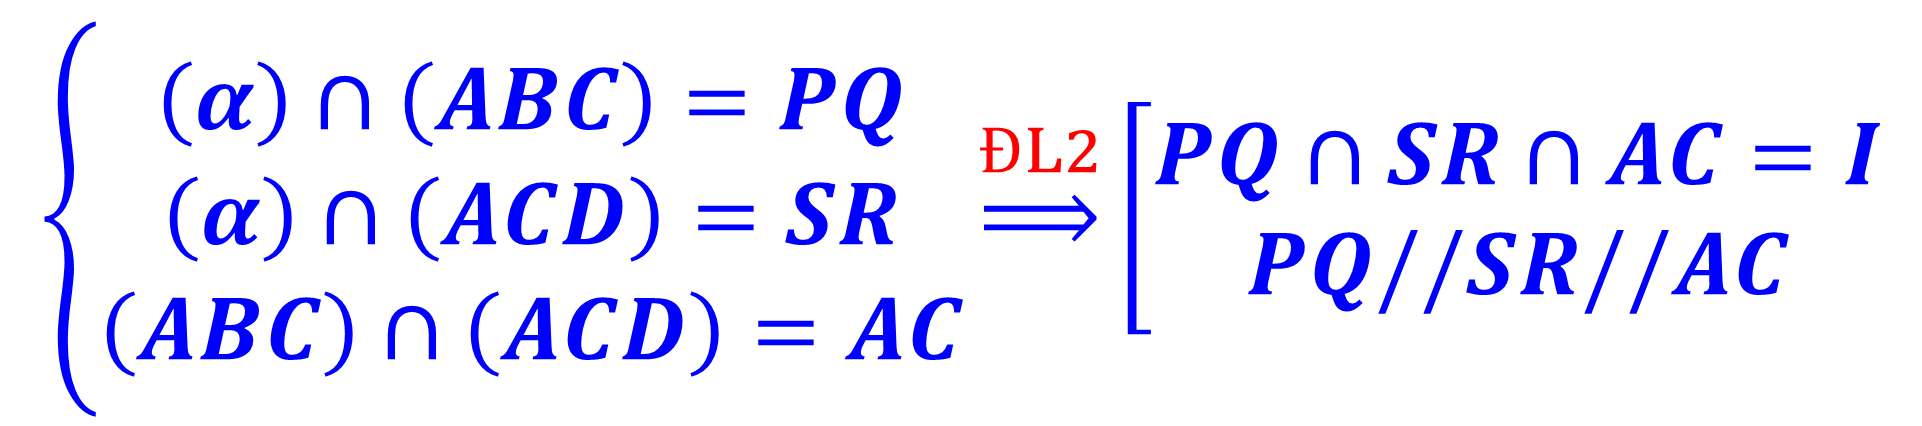 (α) ∩ (ABC) = PQ
(α) ∩ (ACD) = SR
(ABC) ∩ (ACD) = AC
ĐL2
⟹
PQ ∩ SR ∩ AC = I
PQ//SR//AC